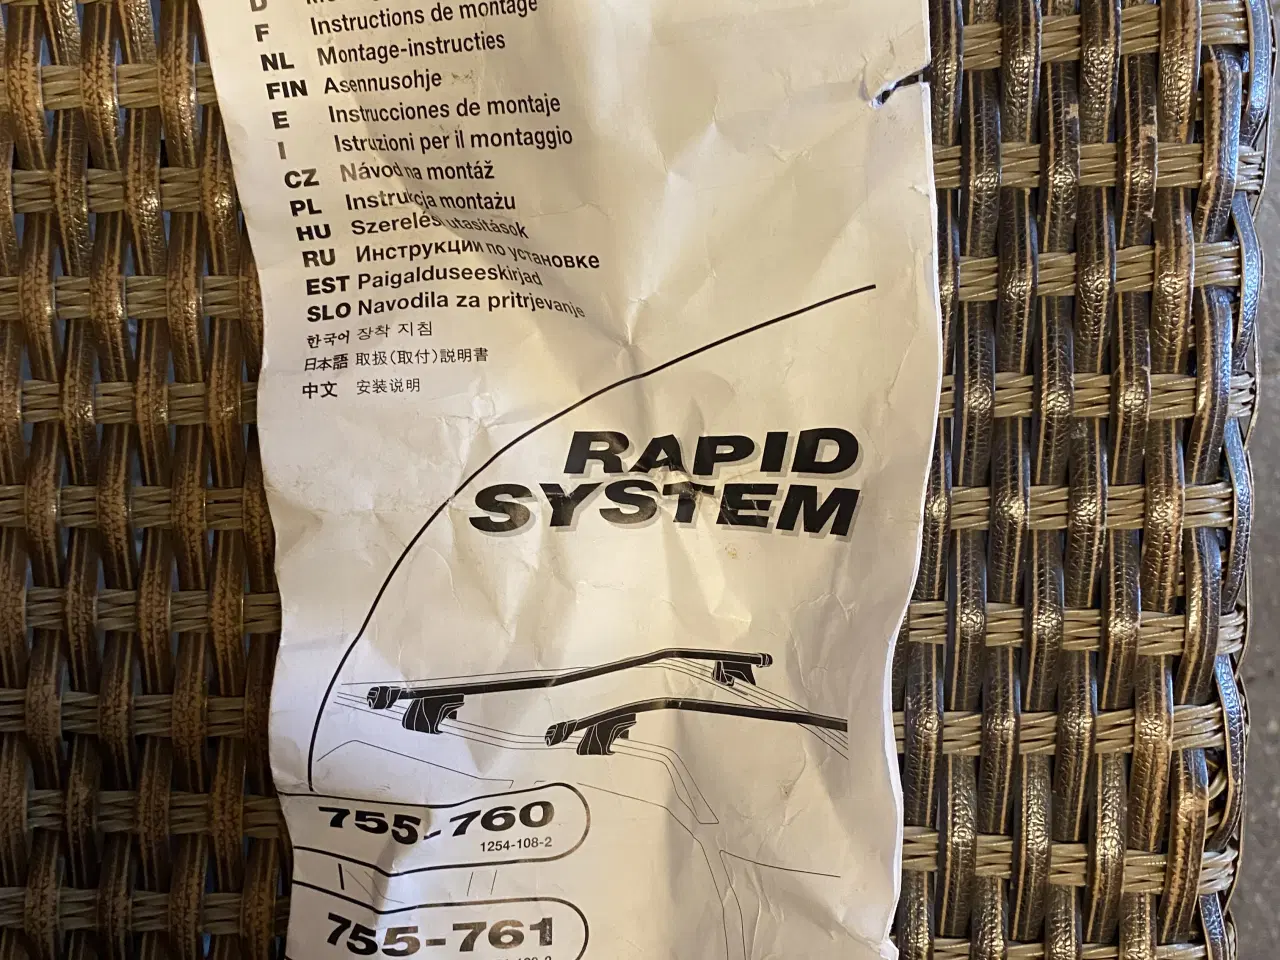 D
F Instructions de montage
NL Montage-instructies
FIN Asennusohje
E Instrucciones de montaje
I Istruzioni per il montaggio
CZ Návod na montáž
PL Instrukcja montażu
HU Szerelési utasítások
RU Инструкции по установке
EST Paigalduseeskirjad
SLO Navodila za pritrjevanje
한국어 장착 지침
日本語 取扱(取付)説明書
中文 安装说明
RAPID
SYSTEM
755-760
1254-108-2
755-761